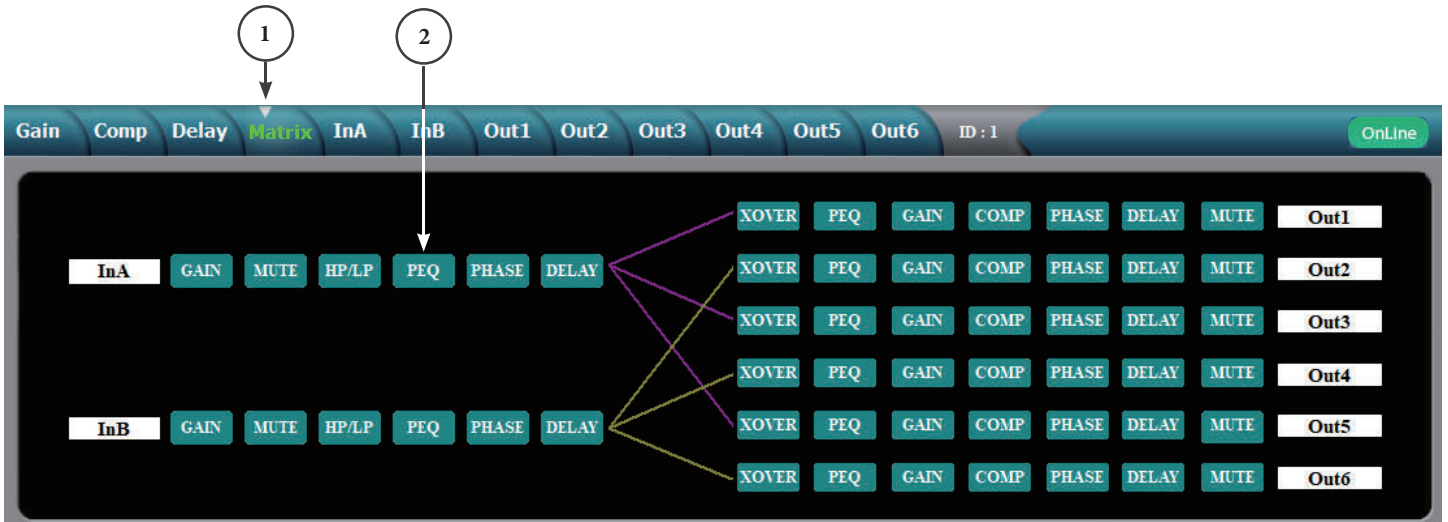 1 2
Gain Comp Delay Matrix InA InB Out1 Out2 Out3 Out4 Out5 Out6 ID : 1 OnLine
XOVER PEQ GAIN COMP PHASE DELAY MUTE Out1
InA GAIN MUTE HP/LP PEQ PHASE DELAY XOVER PEQ GAIN COMP PHASE DELAY MUTE Out2
XOVER PEQ GAIN COMP PHASE DELAY MUTE Out3
XOVER PEQ GAIN COMP PHASE DELAY MUTE Out4
InB GAIN MUTE HP/LP PEQ PHASE DELAY XOVER PEQ GAIN COMP PHASE DELAY MUTE Out5
XOVER PEQ GAIN COMP PHASE DELAY MUTE Out6